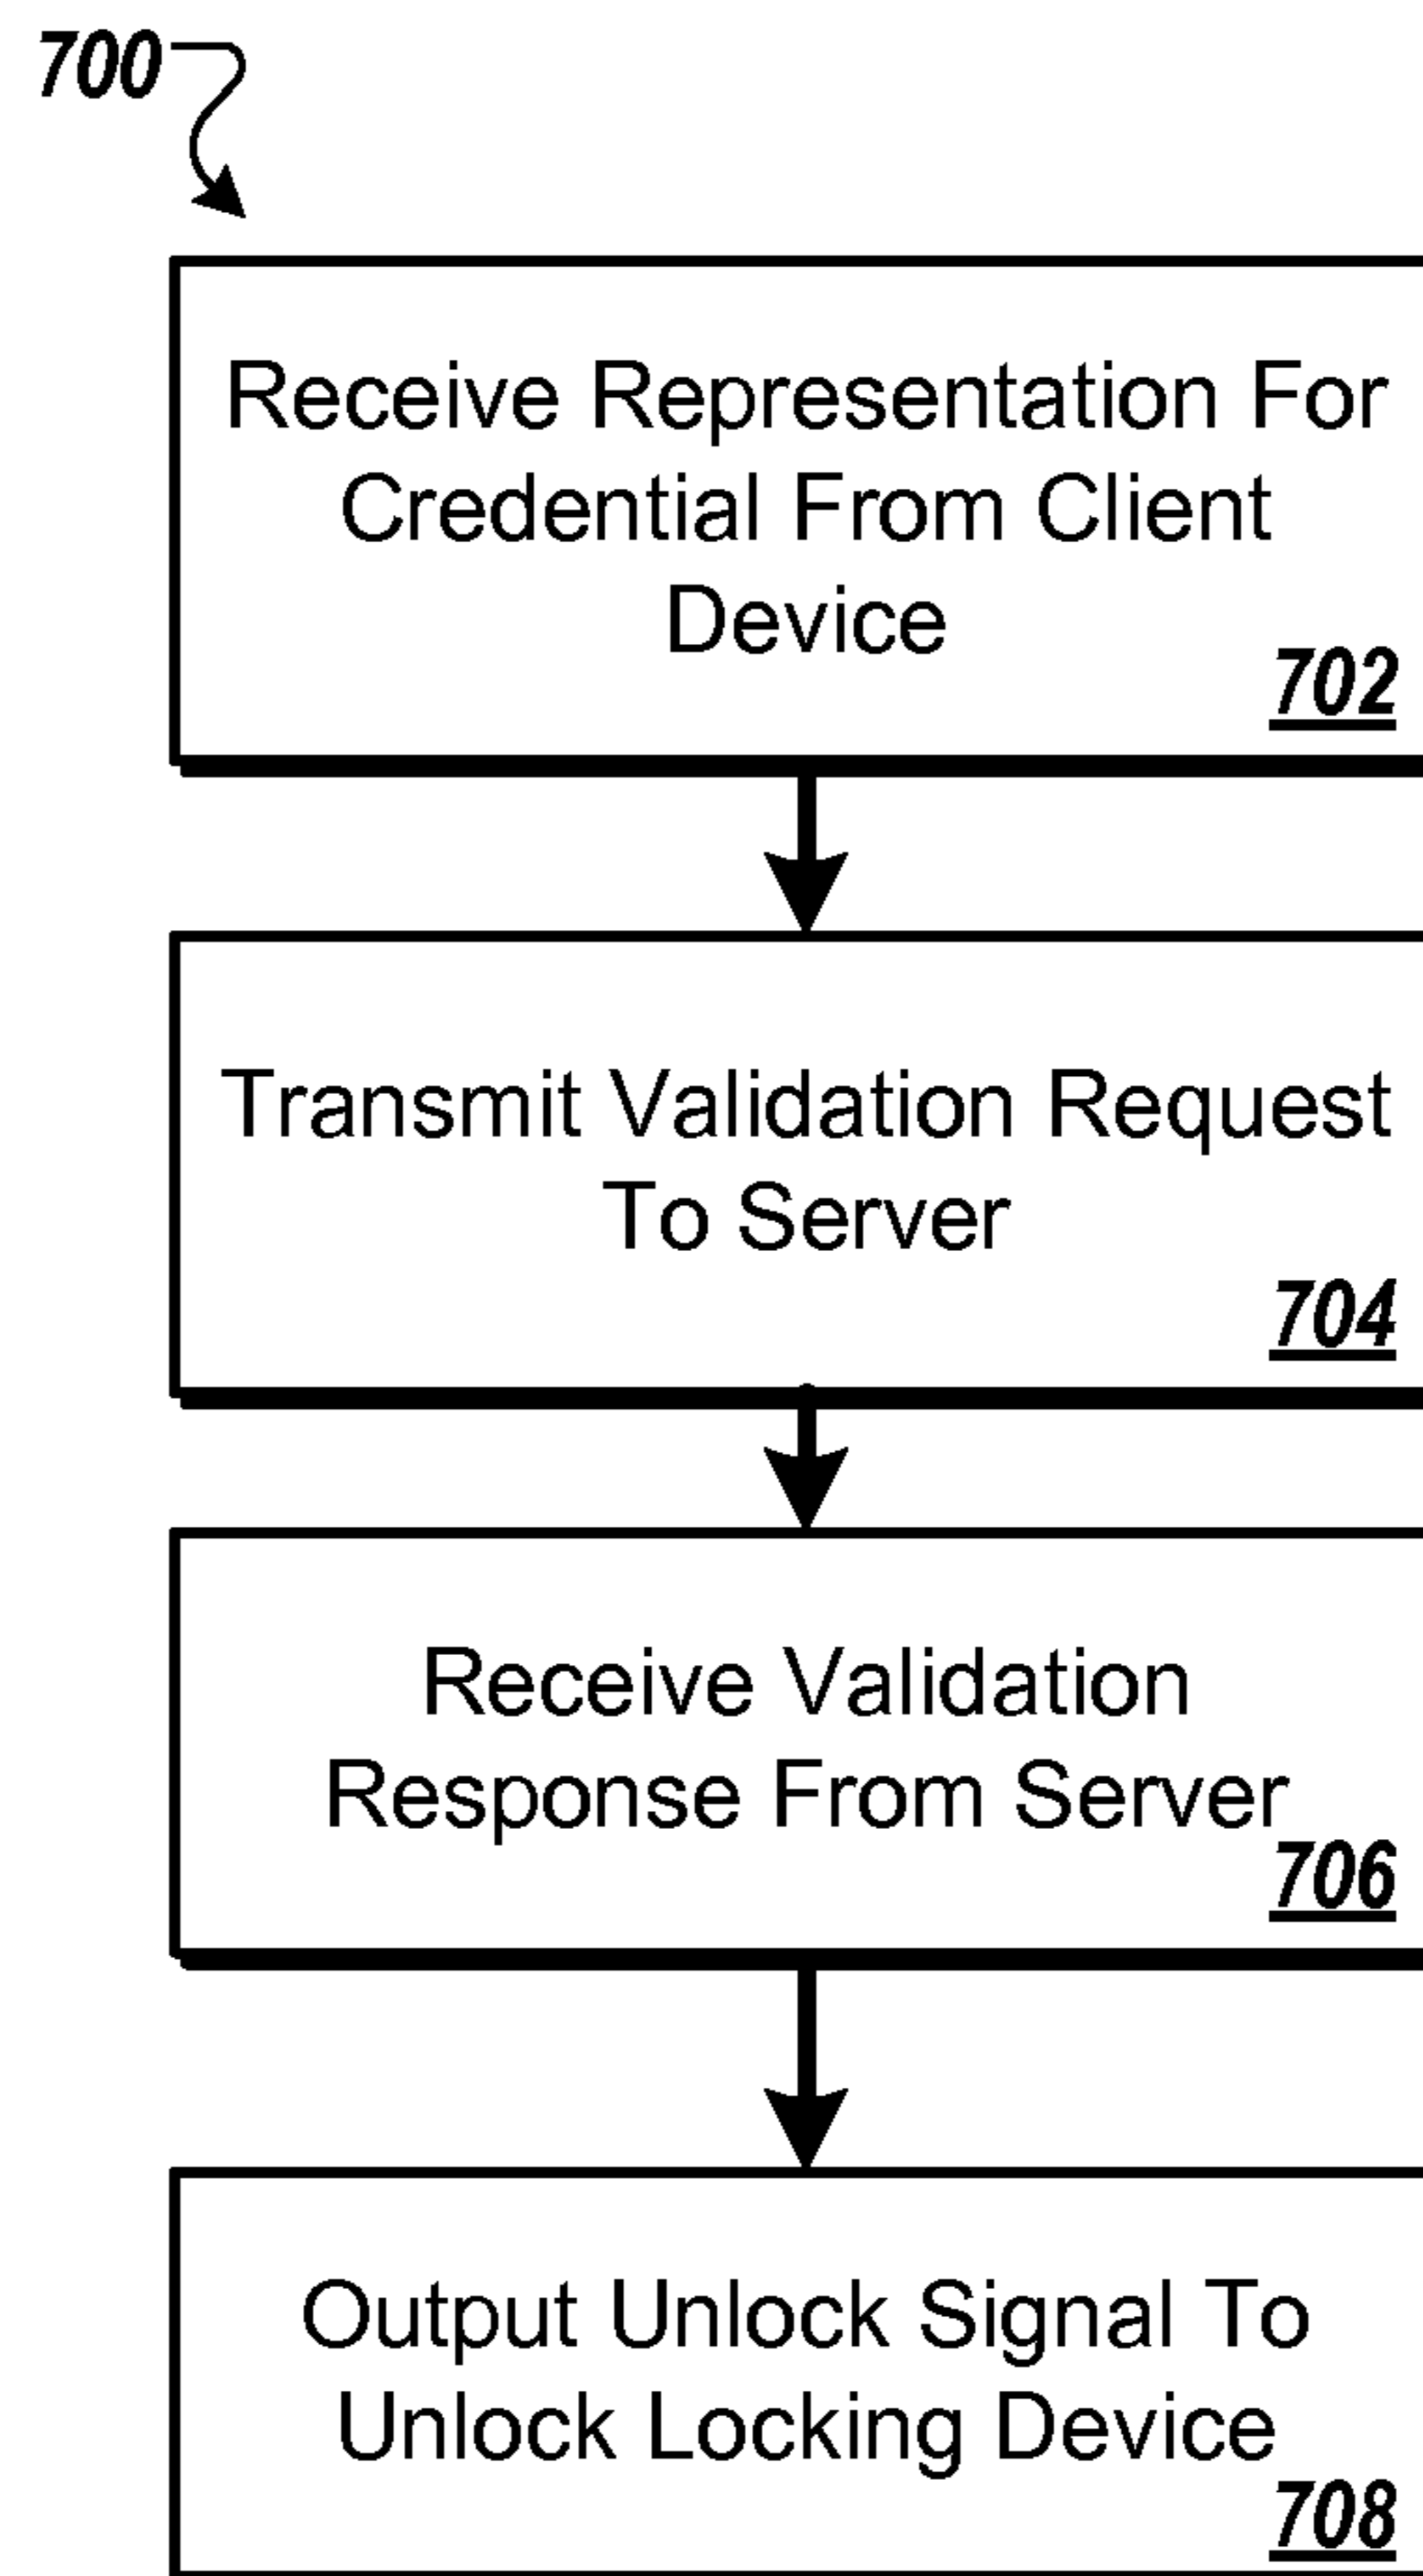 700
Receive Representation For
Credential From Client
Device
702
Transmit Validation Request
To Server
704
Receive Validation
Response From Server
706
Output Unlock Signal To
Unlock Locking Device
708